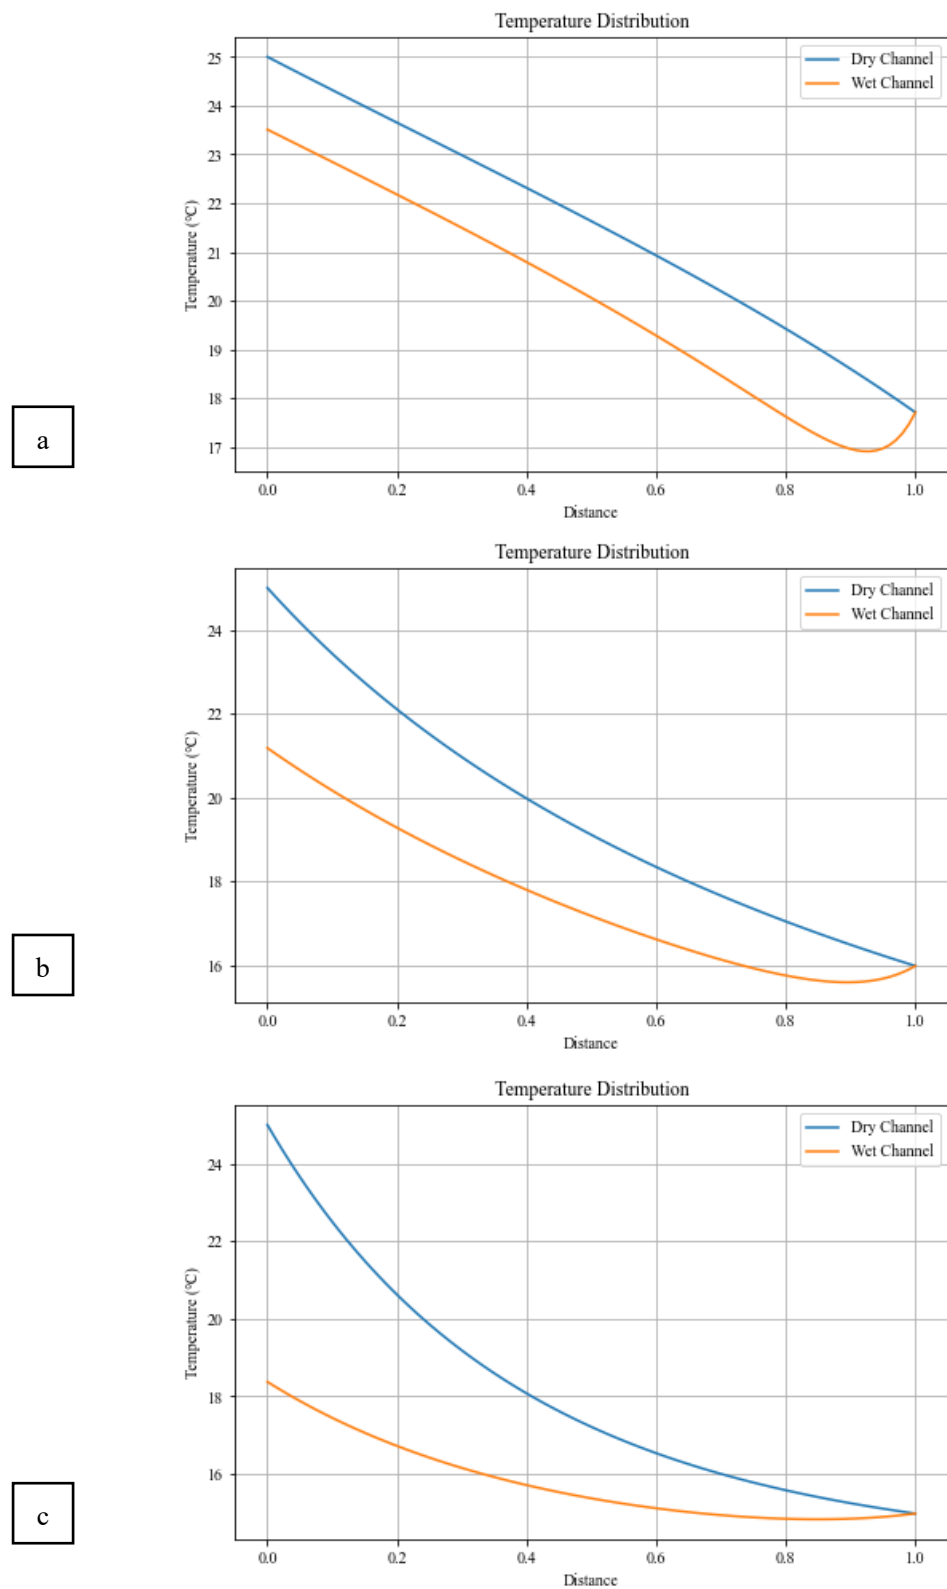 Temperature Distribution
Dry Channel
Wet Channel
25
24
23
22
21
20
19
18
17
Temperature (°C)
0.0 0.2 0.4 0.6 0.8 1.0
Distance
a
Temperature Distribution
Dry Channel
Wet Channel
24
22
20
18
16
Temperature (°C)
0.0 0.2 0.4 0.6 0.8 1.0
Distance
b
Temperature Distribution
Dry Channel
Wet Channel
24
22
20
18
16
Temperature (°C)
0.0 0.2 0.4 0.6 0.8 1.0
Distance
c